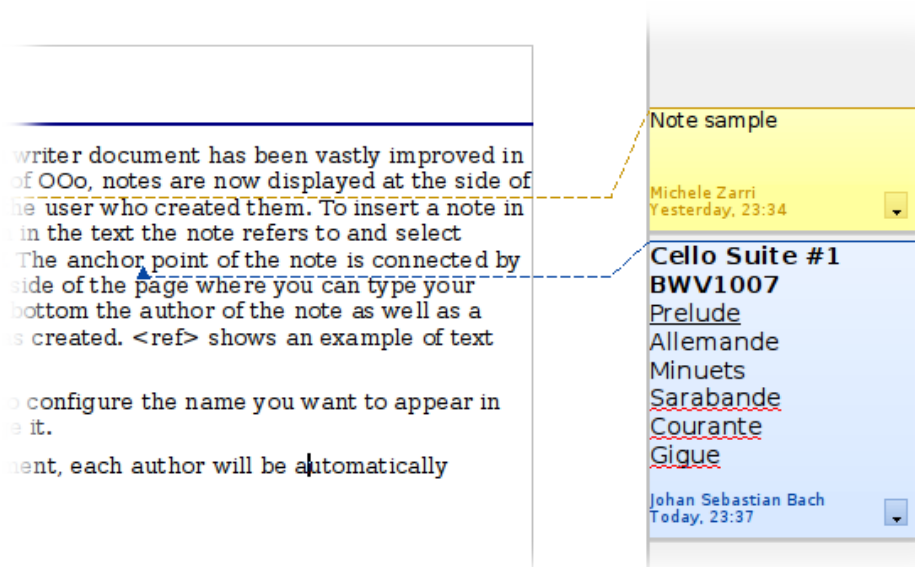 writer document has been vastly improved in
of OOo, notes are now displayed at the side of
he user who created them. To insert a note in
in the text the note refers to and select
The anchor point of the note is connected by
side of the page where you can type your
bottom the author of the note as well as a
s created. <ref> shows an example of text
o configure the name you want to appear in
e it.
ent, each author will be automatically
Note sample
Michele Zarri
Yesterday, 23:34
Cello Suite #1
BWV1007
Prelude
Allemande
Minuets
Sarabande
Courante
Gigue
Johan Sebastian Bach
Today, 23:37